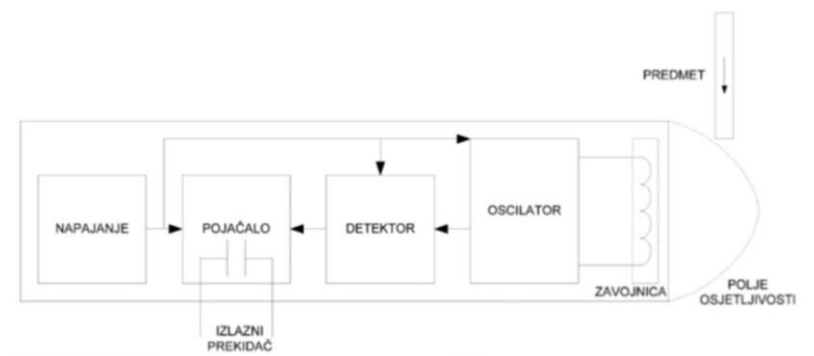 PREDMET
NAPAJANJE
POJAČALO
DETEKTOR
OSCILATOR
ZAVOJNICA
POLJE
OSJETLJIVOSTI
IZLAZNI
PREKIDAČ